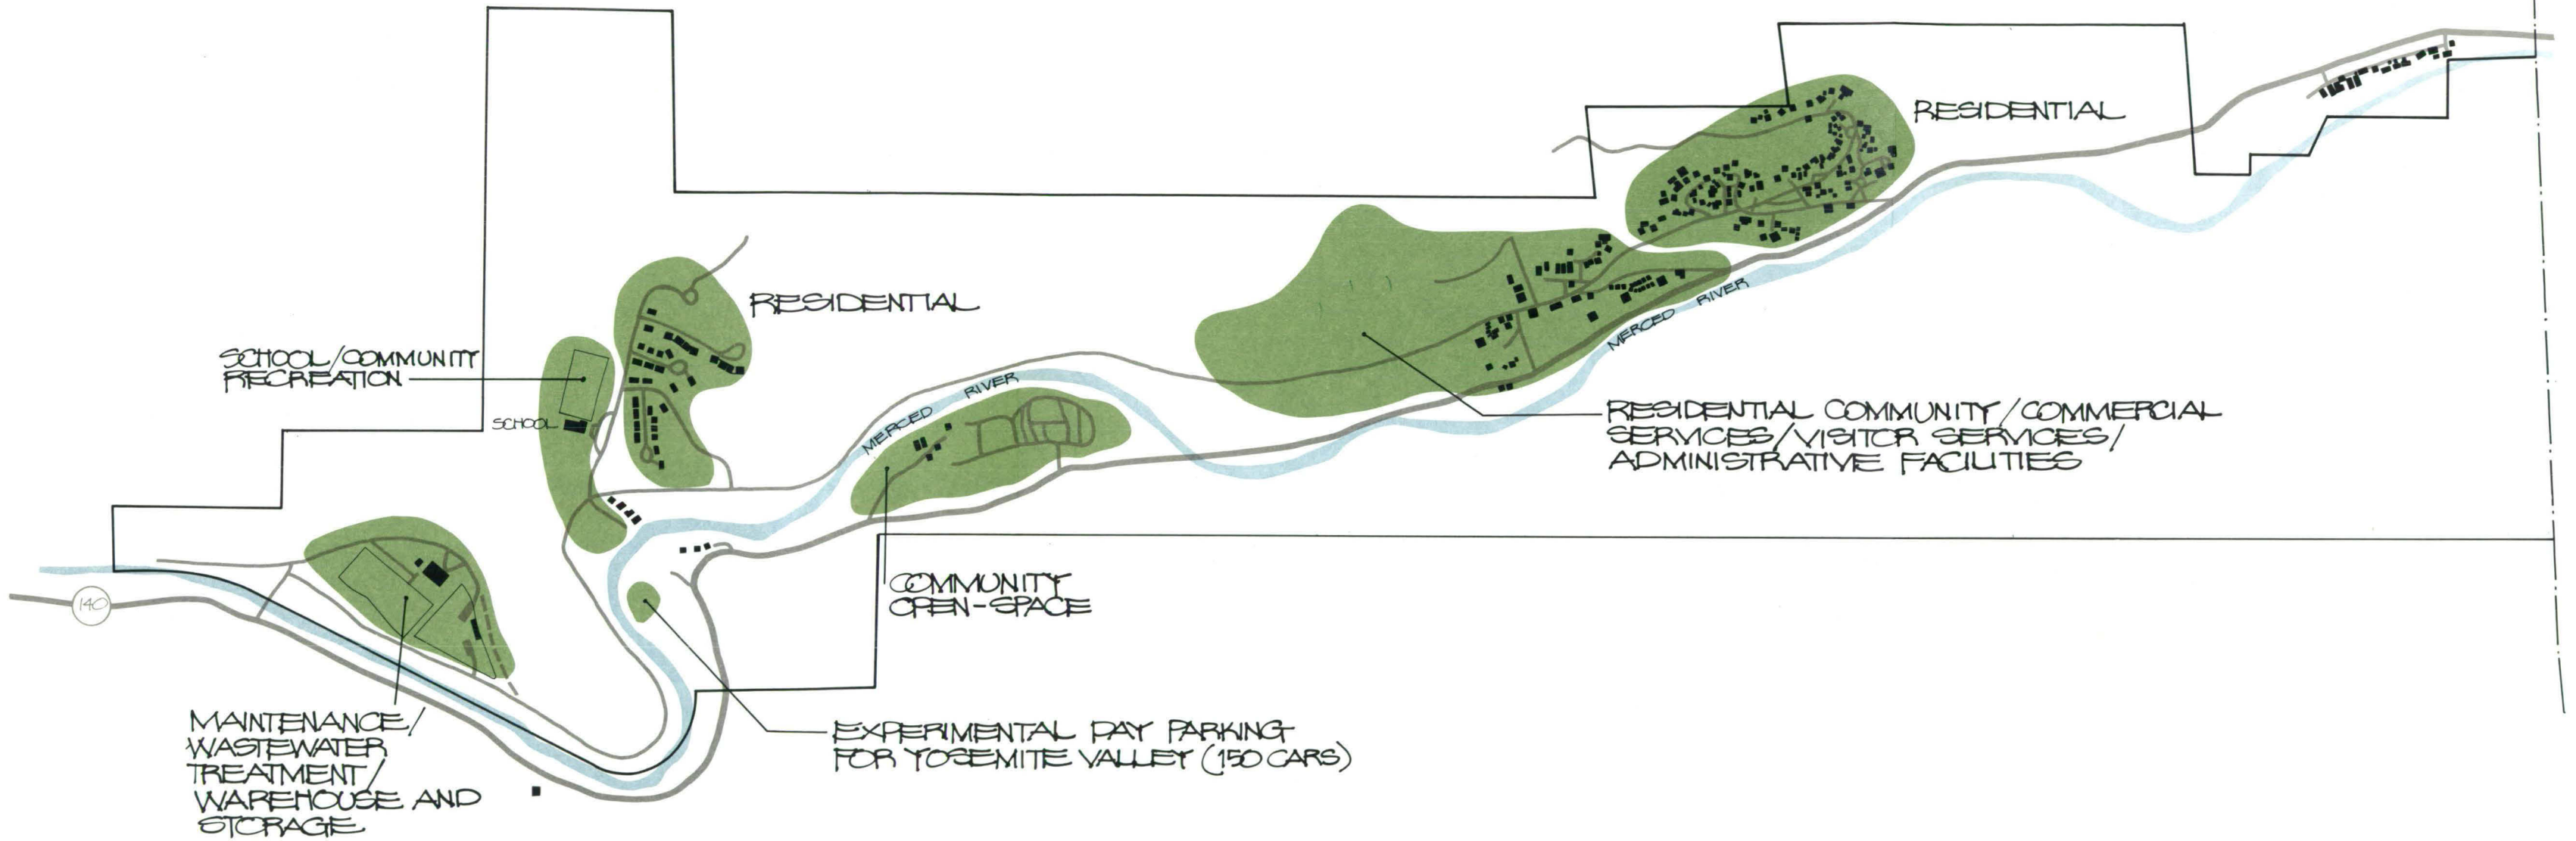 RESIDENTIAL
RESIDENTIAL
SCHOOL/COMMUNITY
RECREATION
SCHOOL
MERCED RIVER
MERCED RIVER
RESIDENTIAL COMMUNITY/COMMERCIAL
SERVICES/VISITOR SERVICES/
ADMINISTRATIVE FACILITIES
140
COMMUNITY
OPEN-SPACE
MAINTENANCE/
WASTEWATER
TREATMENT/
WAREHOUSE AND
STORAGE
EXPERIMENTAL DAY PARKING
FOR YOSEMITE VALLEY (150 CARS)